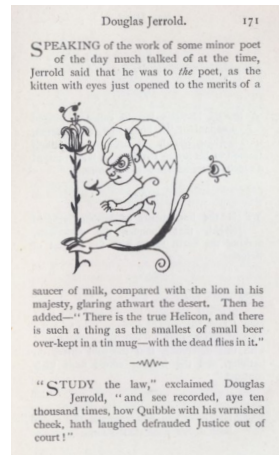 Douglas Jerrold. 171
SPEAKING of the work of some minor poet
of the day much talked of at the time,
Jerrold said that he was to the poet, as the
kitten with eyes just opened to the merits of a
saucer of milk, compared with the lion in his
majesty, glaring athwart the desert. Then he
added—"There is the true Helicon, and there
is such a thing as the smallest of small beer
over-kept in a tin mug—with the dead flies in it."
"STUDY the law," exclaimed Douglas
Jerrold, "and see recorded, aye ten
thousand times, how Quibble with his varnished
cheek, hath laughed defrauded Justice out of
court!"